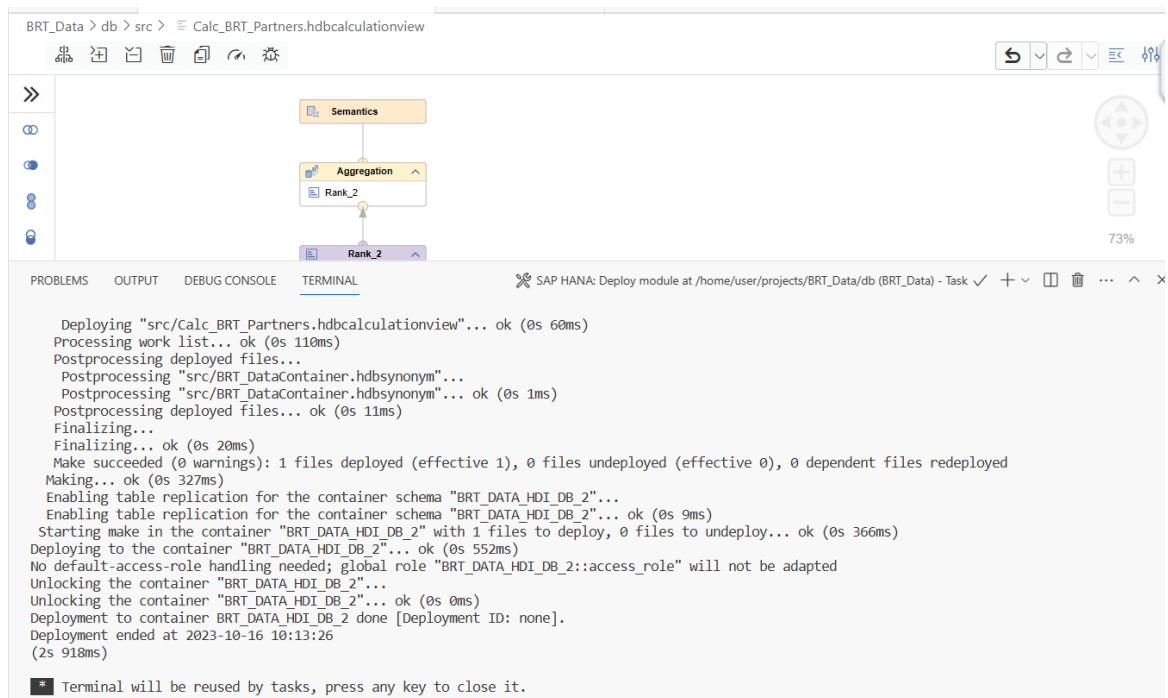 BRT_Data > db > src > Calc_BRT_Partners.hdbcalculationview
Semantics
Aggregation
Rank_2
Rank_2
73%
PROBLEMS OUTPUT DEBUG CONSOLE TERMINAL SAP HANA: Deploy module at /home/user/projects/BRT_Data/db (BRT_Data) - Task
Deploying "src/Calc_BRT_Partners.hdbcalculationview"... ok (0s 60ms)
Processing work list... ok (0s 110ms)
Postprocessing deployed files...
Postprocessing "src/BRT_DataContainer.hdbsynonym"...
Postprocessing "src/BRT_DataContainer.hdbsynonym"... ok (0s 1ms)
Postprocessing deployed files... ok (0s 11ms)
Finalizing...
Finalizing... ok (0s 20ms)
Make succeeded (0 warnings): 1 files deployed (effective 1), 0 files undeployed (effective 0), 0 dependent files redeployed
Making... ok (0s 327ms)
Enabling table replication for the container schema "BRT_DATA_HDI_DB_2"...
Enabling table replication for the container schema "BRT_DATA_HDI_DB_2"... ok (0s 9ms)
Starting make in the container "BRT_DATA_HDI_DB_2" with 1 files to deploy, 0 files to undeploy... ok (0s 366ms)
Deploying to the container "BRT_DATA_HDI_DB_2"... ok (0s 552ms)
No default-access-role handling needed; global role "BRT_DATA_HDI_DB_2::access_role" will not be adapted
Unlocking the container "BRT_DATA_HDI_DB_2"...
Unlocking the container "BRT_DATA_HDI_DB_2"... ok (0s 0ms)
Deployment to container BRT_DATA_HDI_DB_2 done [Deployment ID: none].
Deployment ended at 2023-10-16 10:13:26
(2s 918ms)
* Terminal will be reused by tasks, press any key to close it.